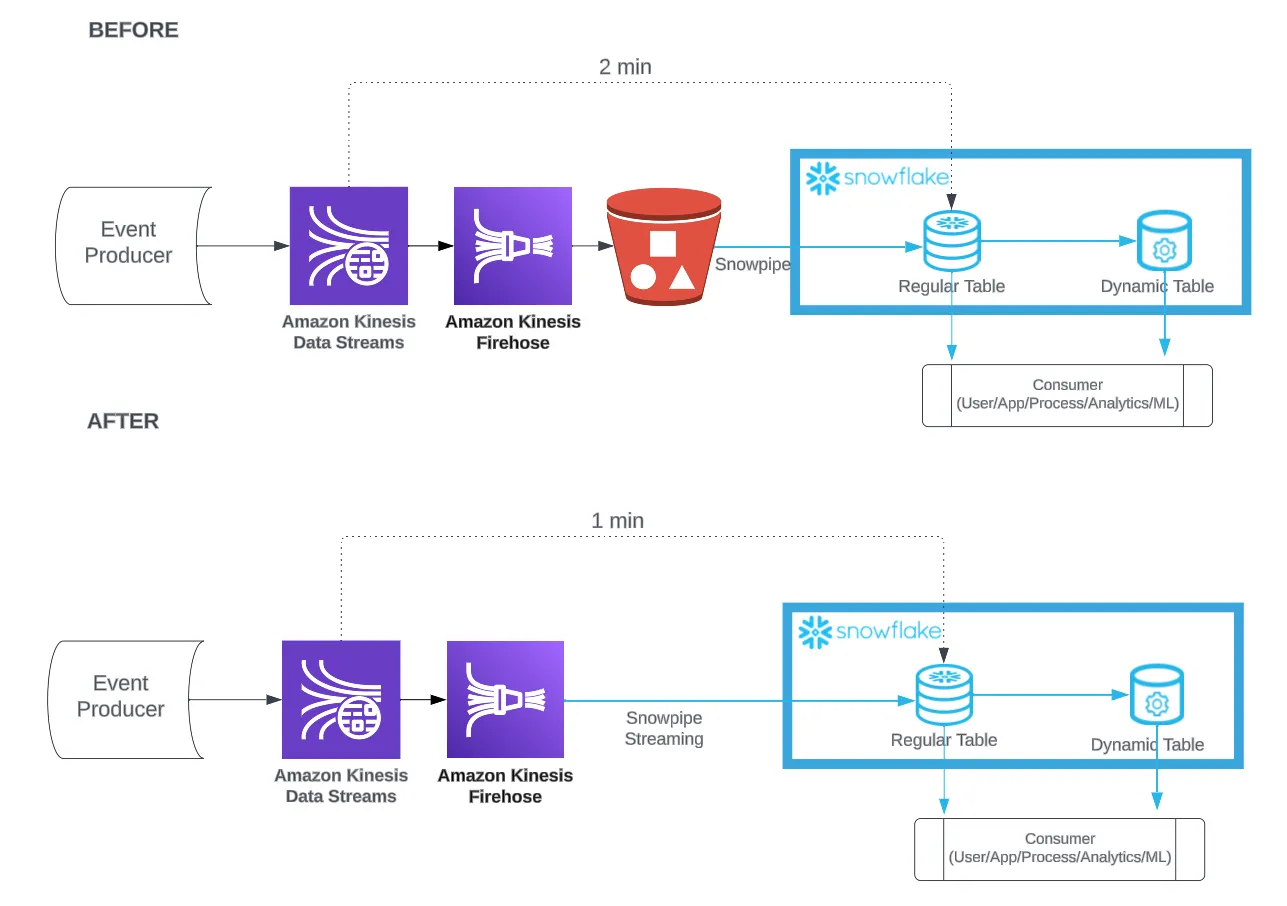 BEFORE
2 min
snowflake
Event
Producer
Snowpipe
Regular Table
Dynamic Table
Amazon Kinesis
Data Streams
Amazon Kinesis
Firehose
Consumer
(User/App/Process/Analytics/ML)
AFTER
1 min
snowflake
Event
Producer
Snowpipe
Streaming
Regular Table
Dynamic Table
Amazon Kinesis
Data Streams
Amazon Kinesis
Firehose
Consumer
(User/App/Process/Analytics/ML)